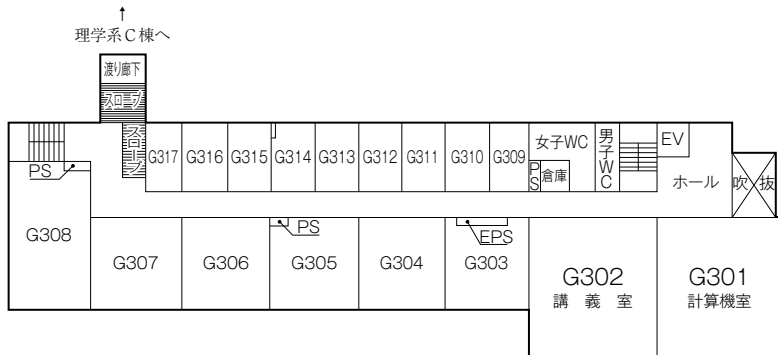 理学系C棟へ
渡り廊下
スロープ
スロープ
G317
G316
G315
G314
G313
G312
G311
G310
G309
女子WC
PS
倉庫
男子WC
EV
ホール
吹抜
PS
G308
G307
G306
PS
G305
G304
EPS
G303
G302
講義室
G301
計算機室